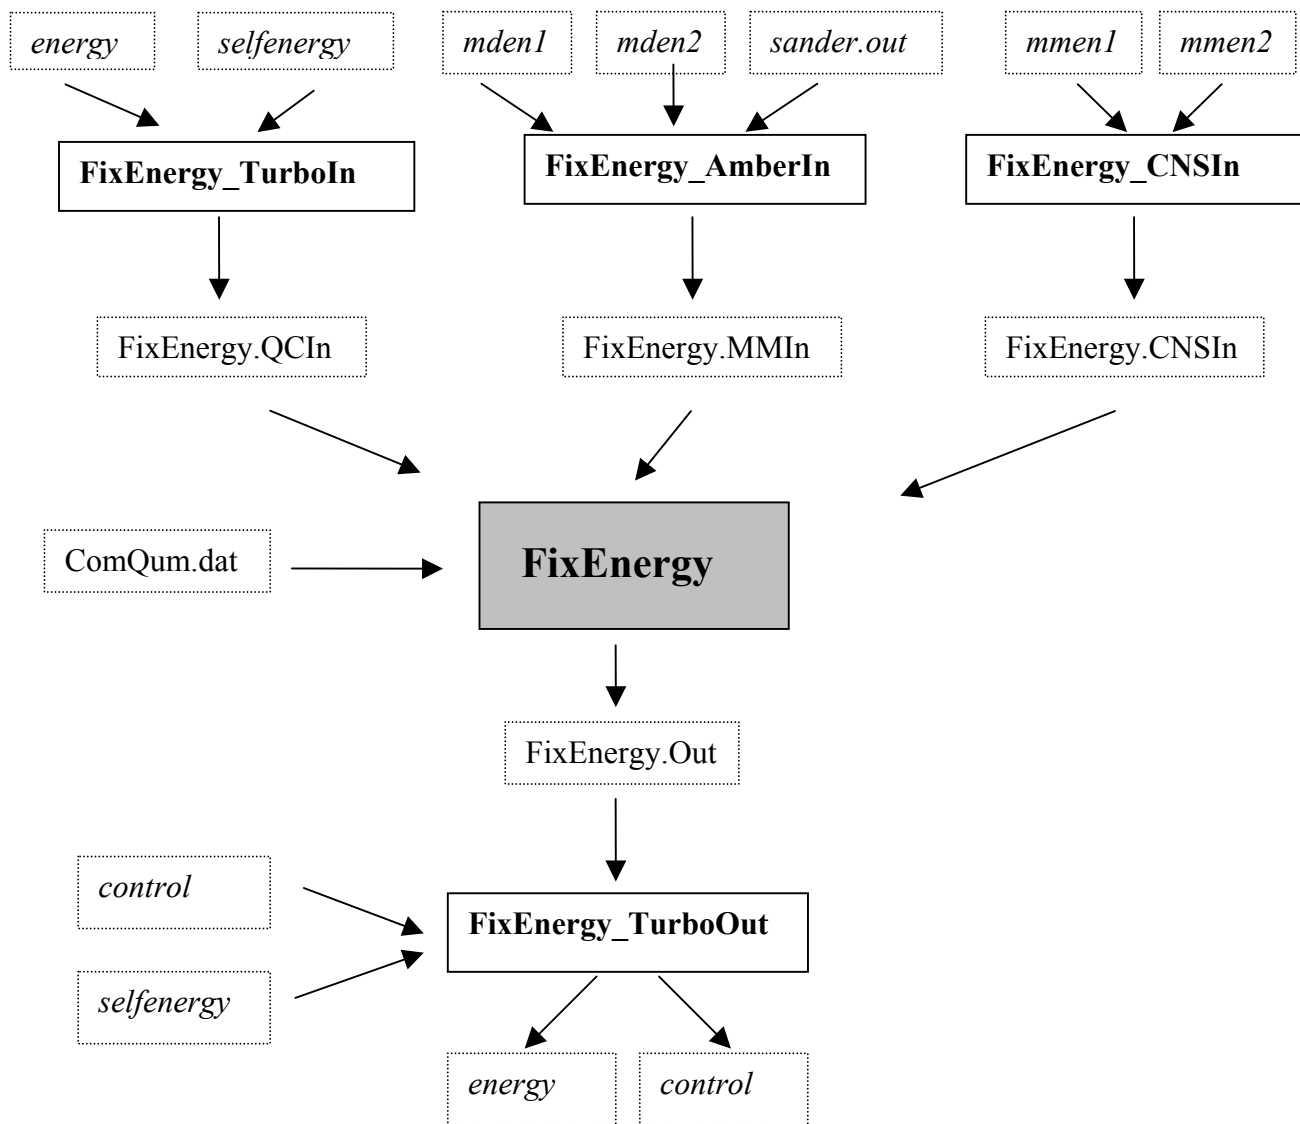 energy
selfenergy
mden1
mden2
sander.out
mmen1
mmen2
FixEnergy_TurboIn
FixEnergy_AmberIn
FixEnergy_CNSIn
FixEnergy.QCIn
FixEnergy.MMIn
FixEnergy.CNSIn
ComQum.dat
FixEnergy
FixEnergy.Out
control
FixEnergy_TurboOut
selfenergy
energy
control